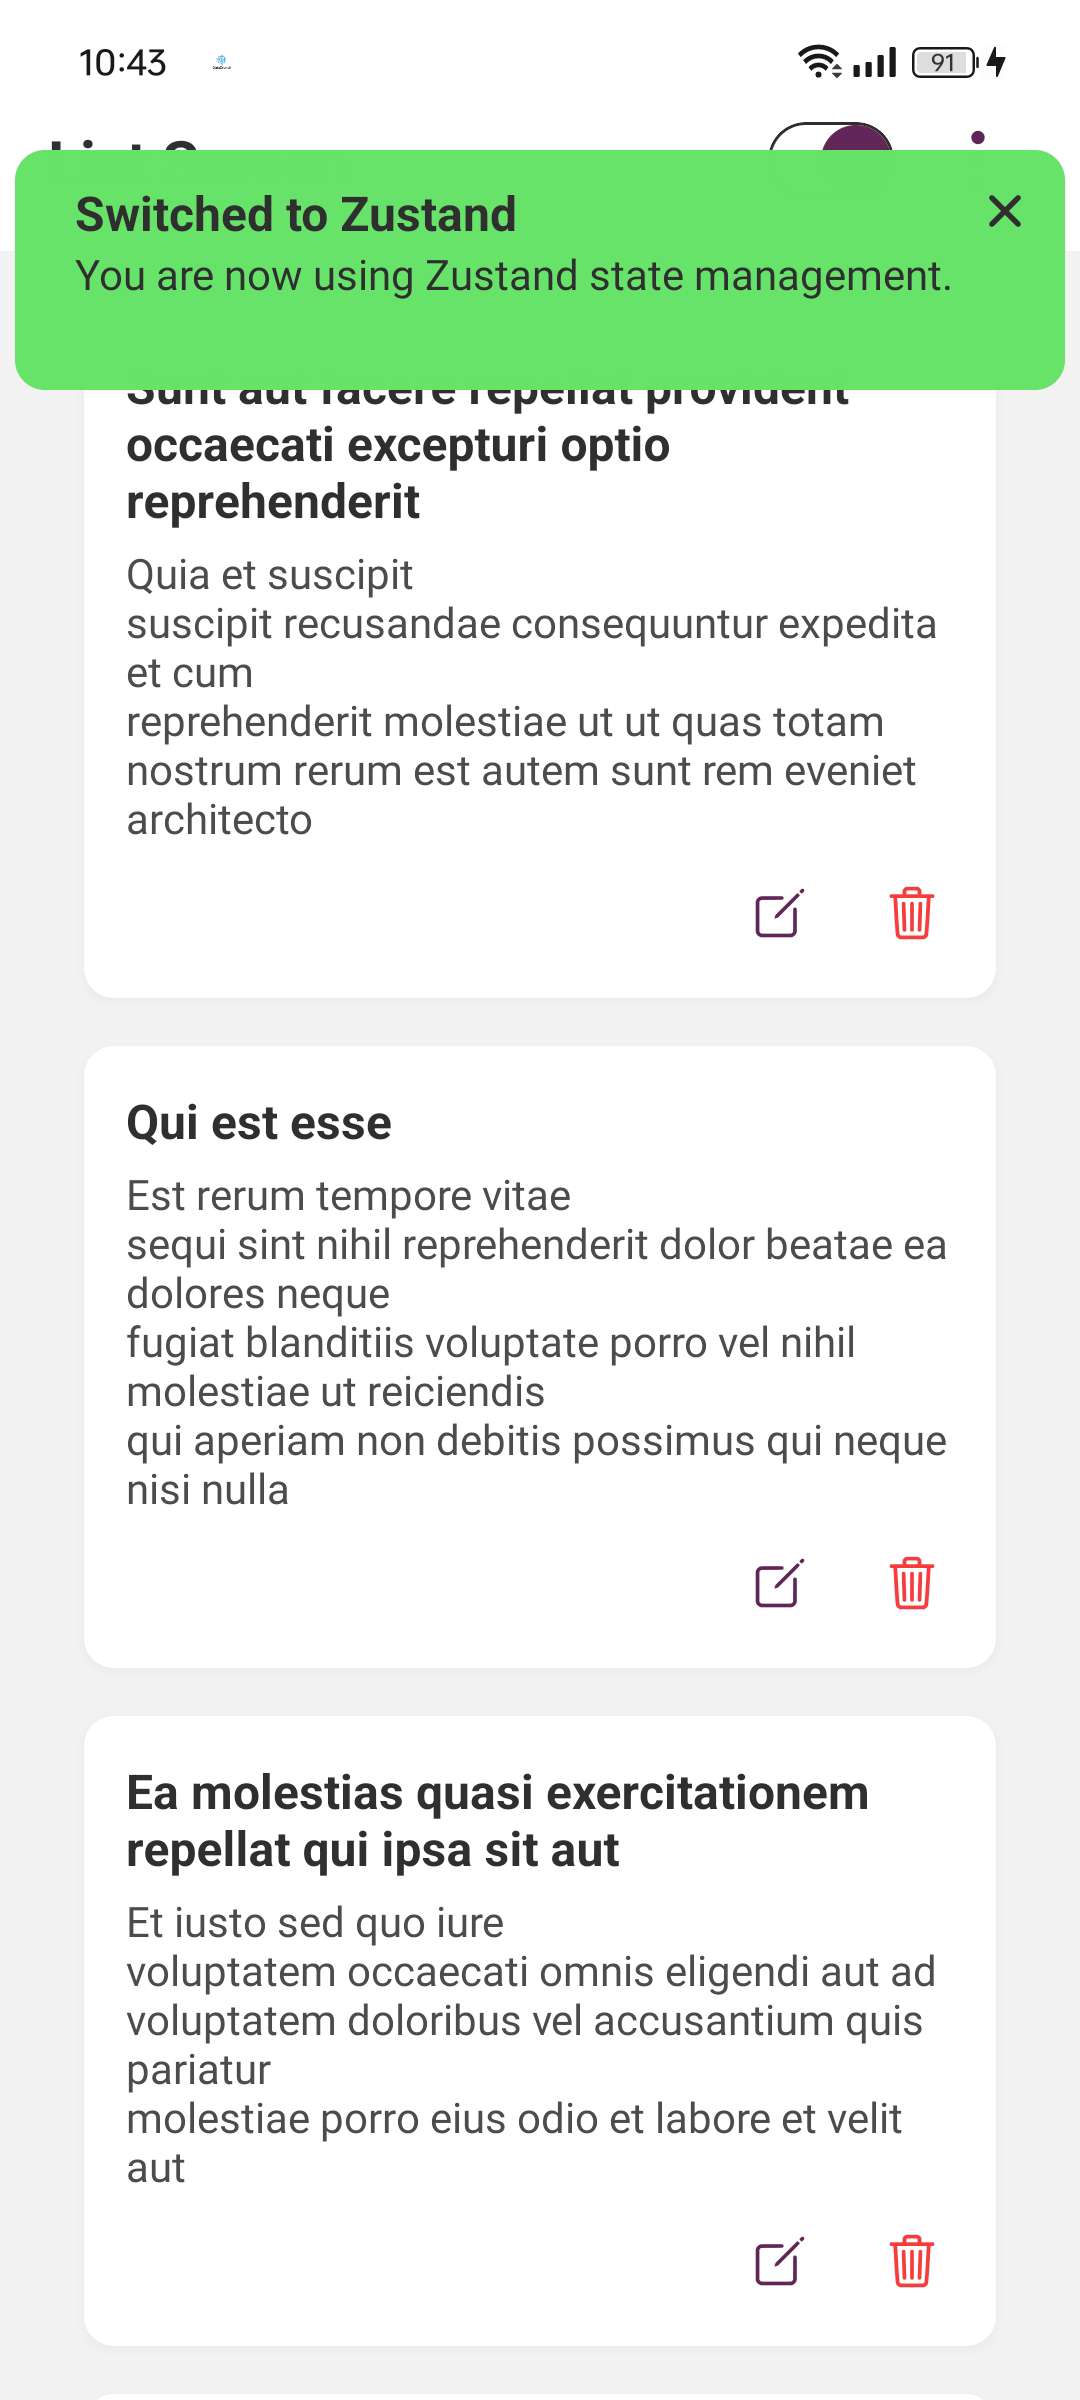 10:43
91
Switched to Zustand
You are now using Zustand state management.
Sunt aut facere repellat provident
occaecati excepturi optio
reprehenderit
Quia et suscipit
suscipit recusandae consequuntur expedita
et cum
reprehenderit molestiae ut ut quas totam
nostrum rerum est autem sunt rem eveniet
architecto
Qui est esse
Est rerum tempore vitae
sequi sint nihil reprehenderit dolor beatae ea
dolores neque
fugiat blanditiis voluptate porro vel nihil
molestiae ut reiciendis
qui aperiam non debitis possimus qui neque
nisi nulla
Ea molestias quasi exercitationem
repellat qui ipsa sit aut
Et iusto sed quo iure
voluptatem occaecati omnis eligendi aut ad
voluptatem doloribus vel accusantium quis
pariatur
molestiae porro eius odio et labore et velit
aut